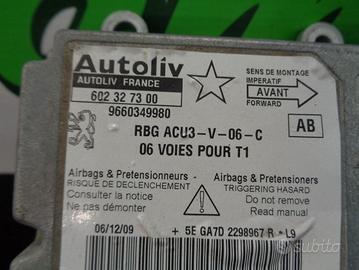 Autoliv
AUTOLIV FRANCE
602 32 73 00
9660349980
SENS DE MONTAGE
IMPERATIF
AVANT
FORWARD
RBG ACU3-V-06-C
06 VOIES POUR T1
AB
Airbags & Pretensionneurs
RISQUE DE DECLENCHEMENT
Consulter la notice
Ne pas démonter
Airbags & Pretensioners
TRIGGERING HAZARD
Do not remove
Read manual
06/12/09
+ 5E GA7D 2298967 R
L9
subito